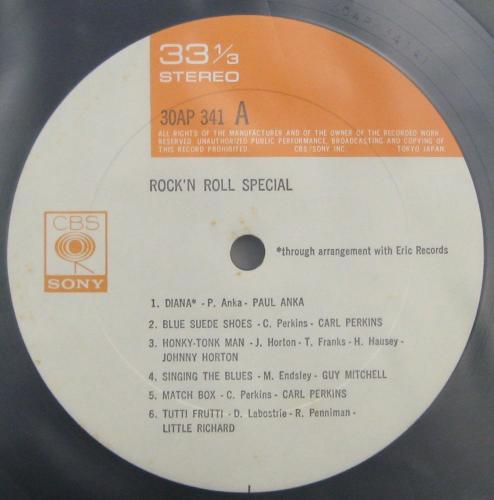 30AP 341
33 1/3
STEREO
30AP 341 A
ALL RIGHTS OF THE MANUFACTURER AND OF THE OWNER OF THE RECORDED WORK
RESERVED. UNAUTHORIZED PUBLIC PERFORMANCE, BROADCASTING AND COPYING OF
THIS RECORD PROHIBITED. CBS/SONY INC. TOKYO JAPAN.
ROCK'N ROLL SPECIAL
CBS
SONY
*through arrangement with Eric Records
1. DIANA* - P. Anka - PAUL ANKA
2. BLUE SUEDE SHOES - C. Perkins - CARL PERKINS
3. HONKY-TONK MAN - J. Horton - T. Franks - H. Hausey -
JOHNNY HORTON
4. SINGING THE BLUES - M. Endsley - GUY MITCHELL
5. MATCH BOX - C. Perkins - CARL PERKINS
6. TUTTI FRUTTI - D. Labostrie - R. Penniman -
LITTLE RICHARD